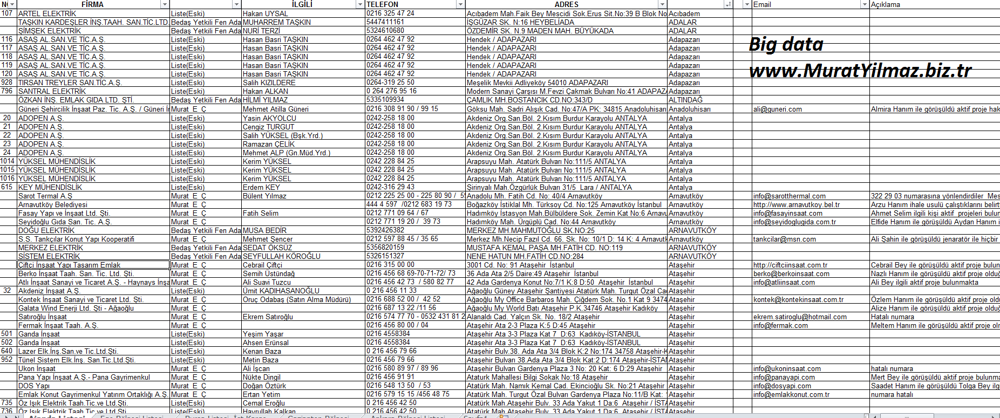 NO FİRMA İLGİLİ TELEFON ADRES Email Açıklama
107 ARTEL ELEKTRİK Liste(Eski) Hakan UYSAL 0216 325 47 24 Acıbadem Mah.Faik Bey Mescidi Sok.Erus Sit.No:39 B Blok No Acıbadem
TAŞKIN KARDEŞLER İNŞ.TAAH. SAN.TİC.LTD. Bedaş Yetkili Fen Ada MUHARREM TAŞKIN 5447411161 İŞGÜZAR SK. N:16 HEYBELİADA ADALAR
ŞİMŞEK ELEKTRİK Bedaş Yetkili Fen Ada NURİ TERZİ 5324610680 ÖZDEMİR SK. N.9 MADEN MAH. BÜYÜKADA ADALAR
116 ASAŞ AL.SAN.VE TİC.A.Ş. Liste(Eski) Hasan Basri TAŞKIN 0264 462 47 92 Hendek / ADAPAZARI Adapazarı
117 ASAŞ AL.SAN.VE TİC.A.Ş. Liste(Eski) Hasan Basri TAŞKIN 0264 462 47 92 Hendek / ADAPAZARI Adapazarı
118 ASAŞ AL.SAN.VE TİC.A.Ş. Liste(Eski) Hasan Basri TAŞKIN 0264 462 47 92 Hendek / ADAPAZARI Adapazarı
119 ASAŞ AL.SAN.VE TİC.A.Ş. Liste(Eski) Hasan Basri TAŞKIN 0264 462 47 92 Hendek / ADAPAZARI Adapazarı
120 ASAŞ AL.SAN.VE TİC.A.Ş. Liste(Eski) Hasan Basri TAŞKIN 0264 462 47 92 Hendek / ADAPAZARI Adapazarı
Big data
www.MuratYilmaz.biz.tr
928 TIRSAN TREYLER SAN.TİC.A.Ş. Liste(Eski) Salih KIZILDERE 0264-319 25 50 Meşelik Mevkii Adliyeköy 54010 ADAPAZARI Adapazarı
796 SANTRAL ELEKTRİK Liste(Eski) Hakan ALKAN 0 264 276 95 16 Modern Sanayi Çarşısı M.Fevzi Çakmak Bulvarı No:41 ADAPAZA Adapazarı
ÖZKAN İNŞ. EMLAK GIDA LTD. ŞTİ. Bedaş Yetkili Fen Ada HİLMİ YILMAZ 5335109934 ÇAMLIK MH.BOSTANCIK CD.NO:343/D ALTINDAĞ
Güneri Şehircilik İnşaat Paz. Tic. A.Ş. / Güneri İn Murat E Ç Mehmet Atilla Güneri 0216 308 91 90 / 99 15 Göksu Mah. Sadri Alışık Cad. No:47/A PK: 34815 Anadoluhisarı Anadoluhisarı ali@guneri.com Almira Hanım ile görüşüldü aktif proje hak
20 ADOPEN A.Ş. Liste(Eski) Yasin AKYOLCU 0242-258 18 00 Akdeniz Org.San.Böl. 2.Kısım Burdur Karayolu ANTALYA Antalya
21 ADOPEN A.Ş. Liste(Eski) Cengiz TURGUT 0242-258 18 00 Akdeniz Org.San.Böl. 2.Kısım Burdur Karayolu ANTALYA Antalya
22 ADOPEN A.Ş. Liste(Eski) Salih YÜKSEL (Bşk.Yrd.) 0242-258 18 00 Akdeniz Org.San.Böl. 2.Kısım Burdur Karayolu ANTALYA Antalya
23 ADOPEN A.Ş. Liste(Eski) Ramazan ÇELİK 0242-258 18 00 Akdeniz Org.San.Böl. 2.Kısım Burdur Karayolu ANTALYA Antalya
24 ADOPEN A.Ş. Liste(Eski) Mehmet ALP (Gn.Müd.Yrd.) 0242-258 18 00 Akdeniz Org.San.Böl. 2.Kısım Burdur Karayolu ANTALYA Antalya
1014 YÜKSEL MÜHENDİSLİK Liste(Eski) Kerim YÜKSEL 0242 228 84 25 Arapsuyu Mah. Atatürk Bulvarı No:111/5 ANTALYA Antalya
1015 YÜKSEL MÜHENDİSLİK Liste(Eski) Kerim YÜKSEL 0242 228 84 25 Arapsuyu Mah. Atatürk Bulvarı No:111/5 ANTALYA Antalya
1016 YÜKSEL MÜHENDİSLİK Liste(Eski) Kerim YÜKSEL 0242 228 84 25 Arapsuyu Mah. Atatürk Bulvarı No:111/5 ANTALYA Antalya
615 KEY MÜHENDİSLİK Liste(Eski) Erdem KEY 0242-316 29 43 Şirinyalı Mah.Özgürlük Bulvarı 31/5 Lara / ANTALYA Antalya
Sarot Termal A.Ş Murat E Ç Bülent Yılmaz 0212 225 25 00 - 225 80 90 / 59 Anadolu Mh. Fatih Cd. No: 40/4 Arnavutköy Arnavutköy info@sarotthermal.com 322 29 03 numarasına yönlendirdiler Mes
Arnavutköy Belediyesi Murat E Ç 444 4 597 /0212 683 19 73 Boğazköy İstiklal Mh. Türksoy Cd. No:125 Arnavutköy İstanbul Arnavutköy http://www.arnavutkoy.bel.tr Arzu Hanım ihale usulü çalıştıklarını belirt
Fasay Yapı ve İnşaat Ltd. Şti. Murat E Ç Fatih Selim 0212 771 09 64 / 67 Hadımköy İstasyon Mah.Bülbüldere Sok. Zemin Kat No:6 Arnavu Arnavutköy info@fasayinsaat.com Ahmet Selim ilgili kişi aktif projeleri bulun
Seyidoğlu Gıda San. Tic. A.Ş. Murat E Ç 0212 771 19 20 / 39 73 Hadımköy Mah. Ürgüplü Cad. No:44 Arnavutköy Arnavutköy info@seyidoglugida.com.tr Elfide Hanım ile görüşüldü Aydan Hanım i
DOĞU ELEKTRİK Bedaş Yetkili Fen Ada MUSA BEDİR 5392426382 MERKEZ MH.MAHMUTOĞLU SK.NO:25 ARNAVUTKÖY
S.S. Tankçılar Konut Yapı Kooperatifi Murat E Ç Mehmet Şencer 0212 597 88 45 / 35 65 Merkez Mh.Necip Fazıl Cd. 66. Sk. No: 10/1 D: 14 K: 4 Arnavutk Arnavutköy tankcilar@msn.com Ali Şahin ile görüşüldü jenaratör ile hiçbir
MERKEZ ELEKTRİK Bedaş Yetkili Fen Ada SEDAT ÖKSÜZ 5356820159 MUSTAFA KEMAL PAŞA MH.FATİH CD. NO:119 ARNAVUTKÖY
SİSTEM ELEKTRİK Bedaş Yetkili Fen Ada SEYFULLAH KÖROĞLU 5326151327 NENE HATUN MH.FATİH CD.NO:284 ARNAVUTKÖY
Çiftçi İnşaat Yapı Tasarım Emlak Murat E Ç Cebrail Çiftçi 0216 315 00 00 3001 Cd. No: 91 Ataşehir İstanbul Ataşehir http://ciftciinsaat.com.tr Cebrail Bey ile görüşüldü aktif proje bulun
Berko İnşaat Taah. San. Tic. Ltd. Şti. Murat E Ç Semih Üstündağ 0216 456 68 69-70-71-72/ 73 36 Ada Ata 2/5 Daire:49 Ataşehir İstanbul Ataşehir berko@berkoinsaat.com Nazlı Hanım ile görüşüldü aktif proje olduğ
Atlı İnşaat Sanayi ve Ticaret A.Ş. - Haynays İnşa Murat E Ç Ali Suavi Tuzcu 0216 456 42 73 / 580 82 77 42 Ada Gardenya Konut No:7/1 K:8 D:50 Ataşehir İstanbul Ataşehir info@atliinsaat.com Ali Bey ilgili aktif proje bulunmakta
32 Akdeniz İnşaat A.Ş. Liste(Eski) Ümit KADIHASANOĞLU 0 216 456 11 33 Ağaoğlu Güney Ataşehir Şantiyesi Atatürk Mah. Turgut Özal Cad Ataşehir
Kontek İnşaat Sanayi ve Ticaret Ltd. Şti. Murat E Ç Oruç Odabaş (Satın Alma Müdürü) 0216 688 52 00 / 42 52 Ağaoğlu My Office Barbaros Mah. Çiğdem Sok. No.1 Kat 9 3474 Ataşehir kontek@kontekinsaat.com.tr Özlem Hanım ile görüşüldü aktif proje oldu
Galata Wind Enerji Ltd. Şti - Ağaoğlu Murat E Ç 0216 687 13 22 /11 56 Ağaoğlu My World Batı Ataşehir P.K.34746 Ataşehir Kadıköy Ataşehir Alize Hanım ile görüşüldü aktif proje olduğ
Satıroğlu İnşaat Murat E Ç Ekrem Satıroğlu 0216 574 77 70 - 0532 431 81 2 Alanaldi Cad. Yalçın Sk. No. 18/2 Ataşehir Ataşehir ekrem.satiroglu@hotmail.com Hatalı numara
Fermak İnşaat Taah. A.Ş. Murat E Ç 0216 456 80 00 / 04 Ataşehir Ata 2-3 Plaza K:5 D:45 Ataşehir Ataşehir info@fermak.com Meltem Hanım ile görüşüldü aktif proje olm
501 Ganda İnşaat Liste(Eski) Yeşim Yaşar 0216 4558384 Ataşehir Ata 3-3 Plaza Kat 7 D:63 Kadıköy-İSTANBUL Ataşehir
502 Ganda İnşaat Liste(Eski) Ahsen Erünsal 0216 4558384 Ataşehir Ata 3-3 Plaza Kat 7 D:63 Kadıköy-İSTANBUL Ataşehir
640 Lazer Elk.İnş.San.ve Tic.Ltd.Şti. Liste(Eski) Kenan Baza 0 216 456 79 66 Ataşehir Bulv.38. Ada Ata 3/4 Blok K:2 No:174 34758 Ataşehir-K Ataşehir
952 Tünel Sistem Elk.İnş. San.Tic.Ltd.Şti. Liste(Eski) Metin Baza 0216 456 79 66 Ataşehir Bulvarı 38.Ada Ata 3/4 Blok Kat:2 D:174 Ataşehir-İSTAN Ataşehir
Ukon İnşaat Murat E Ç Ali İşcan 0216 580 89 97 / 89 96 Ataşehir Bulvarı Gardenya Plaza 3 No: 20 Kat: 6 D:29 Ataşehir Ataşehir info@ukoninsaat.com hatalı numara
Pana Yapı İnşaat A.Ş.- Pana Gayrimenkul Murat E Ç Nükte Dingil 0216 456 91 91 Ataturk Mahallesi Bilgi Sokak No:18 Ataşehir Ataşehir info@panayapi.com Mert Bey ile görüşüldü aktif proje bulunma
DOS Yapı Murat E Ç Doğan Öztürk 0216 548 13 50 / 53 Atatürk Mah. Namık Kemal Cad. Ekincioğlu Sk. No:21 Ataşehir Ataşehir info@dosyapi.com Saadet Hanım ile görüşüldü Tolga Bey ilg
Emlak Konut Gayrimenkul Yatırım Ortaklığı A.Ş. Murat E Ç Ertan Yetim 0216 579 15 15 /456 48 75 Atatürk Mah. Turgut Özal Bulvarı Gardenya Plaza No:11/B Kat: Ataşehir info@emlakkonut.com.tr numara hatalı
735 Öz Işık Elektrik Taah.Tic.ve Ltd.Şti. Liste(Eski) Cemal Eroğlu 0 216 456 42 50 Atatürk Mah.Ataşehir Bulv. 33 Ada Yakut 1 Da:6 Ataşehir / İSTA Ataşehir
736 Öz Işık Elektrik Taah.Tic.ve Ltd.Şti. Liste(Eski) Hayrullah Kalkan 0 216 456 42 50 Atatürk Mah.Ataşehir Bulv. 33 Ada Yakut 1 Da:6 Ataşehir / İSTA Ataşehir